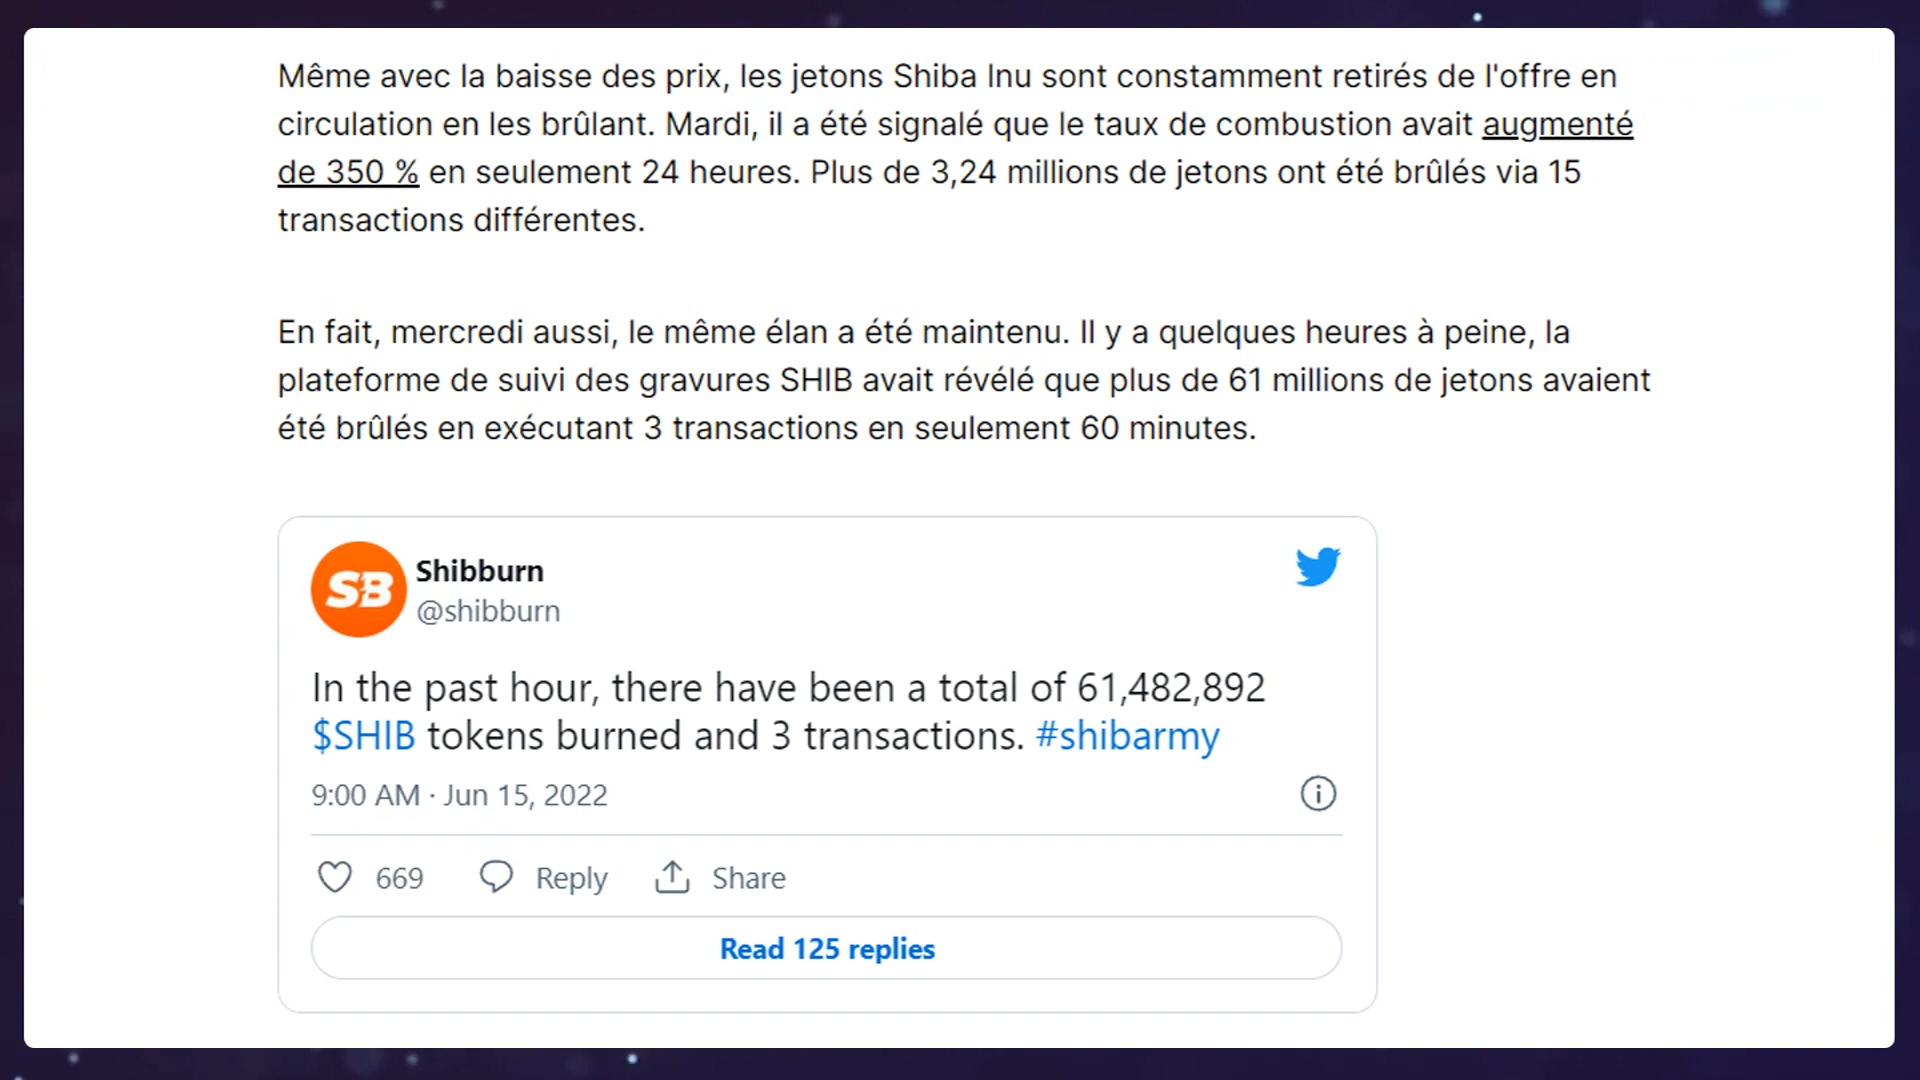 Même avec la baisse des prix, les jetons Shiba Inu sont constamment retirés de l'offre en
circulation en les brûlant. Mardi, il a été signalé que le taux de combustion avait augmenté
de 350 % en seulement 24 heures. Plus de 3,24 millions de jetons ont été brûlés via 15
transactions différentes.
En fait, mercredi aussi, le même élan a été maintenu. Il y a quelques heures à peine, la
plateforme de suivi des gravures SHIB avait révélé que plus de 61 millions de jetons avaient
été brûlés en exécutant 3 transactions en seulement 60 minutes.
SB
Shibburn
@shibburn
In the past hour, there have been a total of 61,482,892
$SHIB tokens burned and 3 transactions. #shibarmy
9:00 AM · Jun 15, 2022
669 Reply Share
Read 125 replies